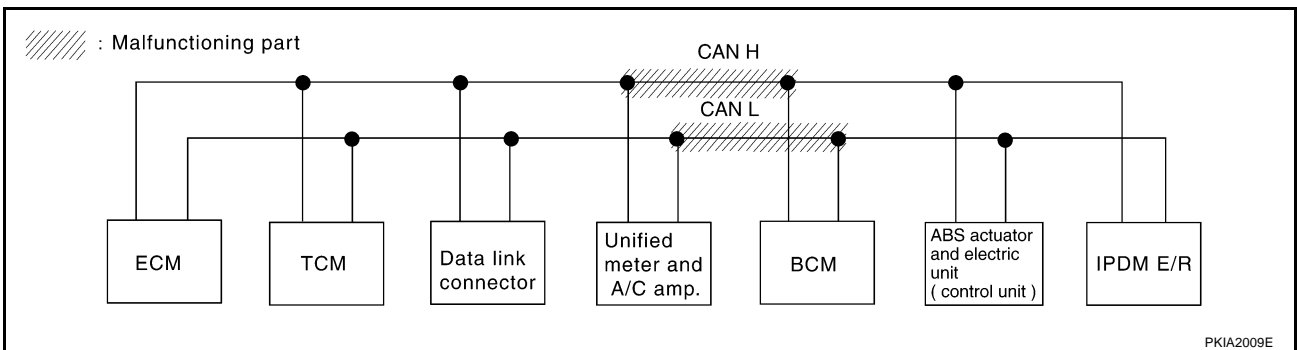 : Malfunctioning part
CAN H
CAN L
ECM
TCM
Data link
connector
Unified
meter and
A/C amp.
BCM
ABS actuator
and electric
unit
( control unit )
IPDM E/R
PKIA2009E